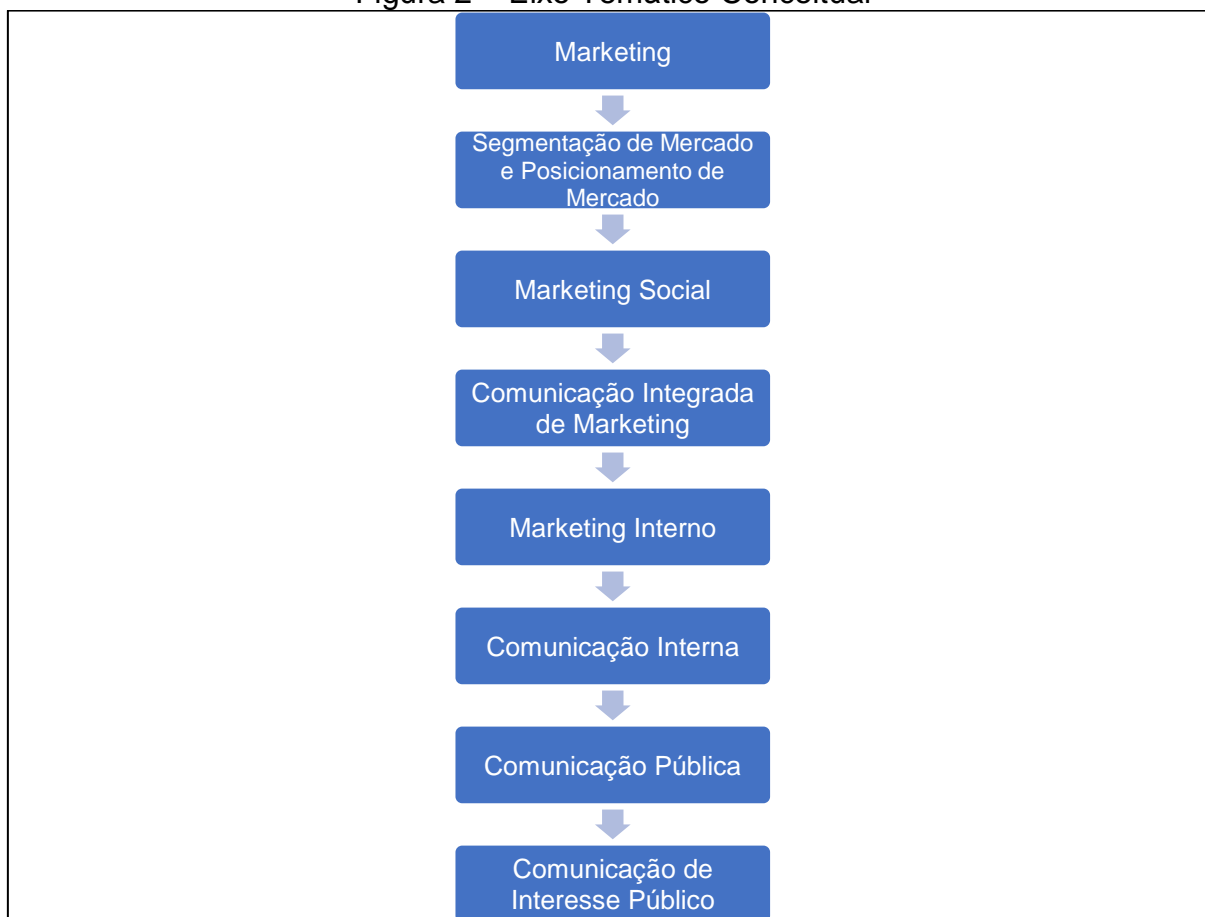 Figura 2 – Eixo Temático Conceitual
Marketing
Segmentação de Mercado
e Posicionamento de
Mercado
Marketing Social
Comunicação Integrada
de Marketing
Marketing Interno
Comunicação Interna
Comunicação Pública
Comunicação de
Interesse Público